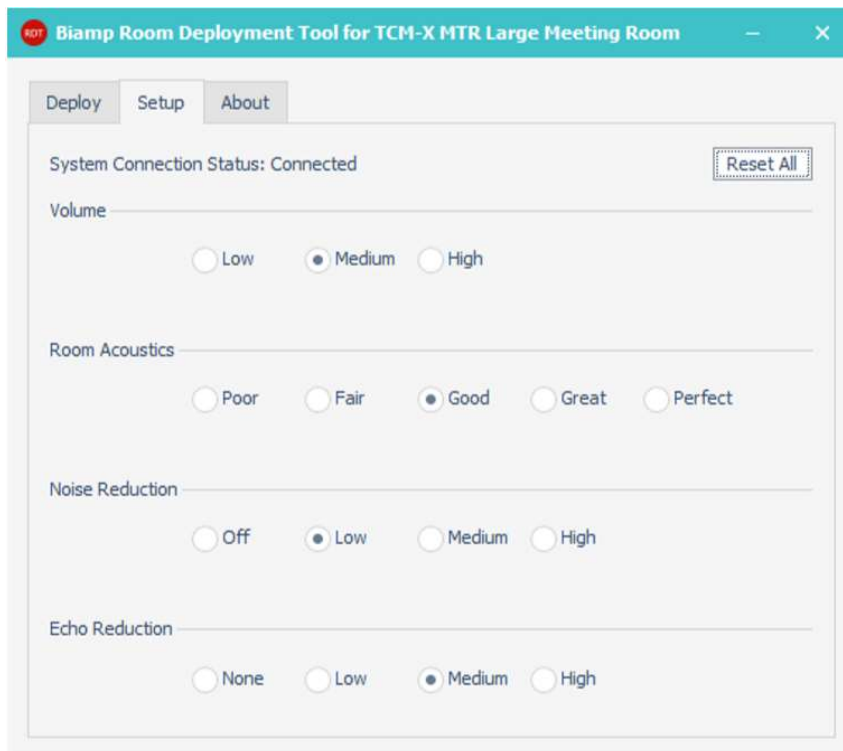 RDT Biamp Room Deployment Tool for TCM-X MTR Large Meeting Room
Deploy Setup About
System Connection Status: Connected Reset All
Volume
Low Medium High
Room Acoustics
Poor Fair Good Great Perfect
Noise Reduction
Off Low Medium High
Echo Reduction
None Low Medium High